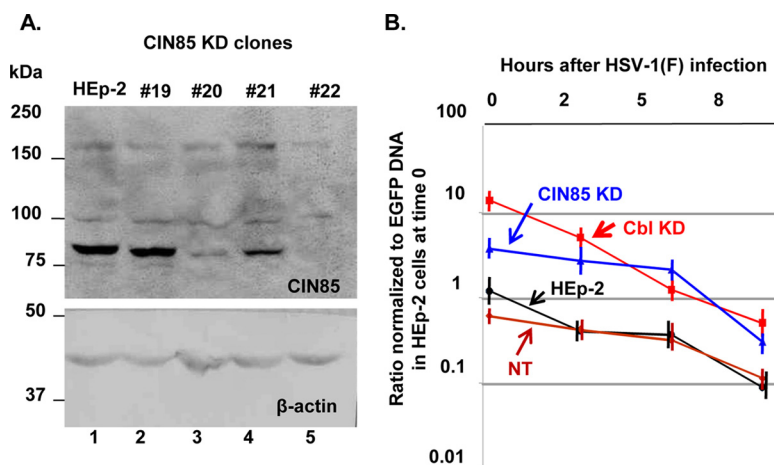 A.
CIN85 KD clones
kDa
HEp-2 #19 #20 #21 #22
250
150
100
75
CIN85
50
37
β-actin
1 2 3 4 5
B.
Hours after HSV-1(F) infection
0 2 5 8
Ratio normalized to EGFP DNA
in HEp-2 cells at time 0
100
10
1
0.1
0.01
CIN85 KD
Cbl KD
HEp-2
NT